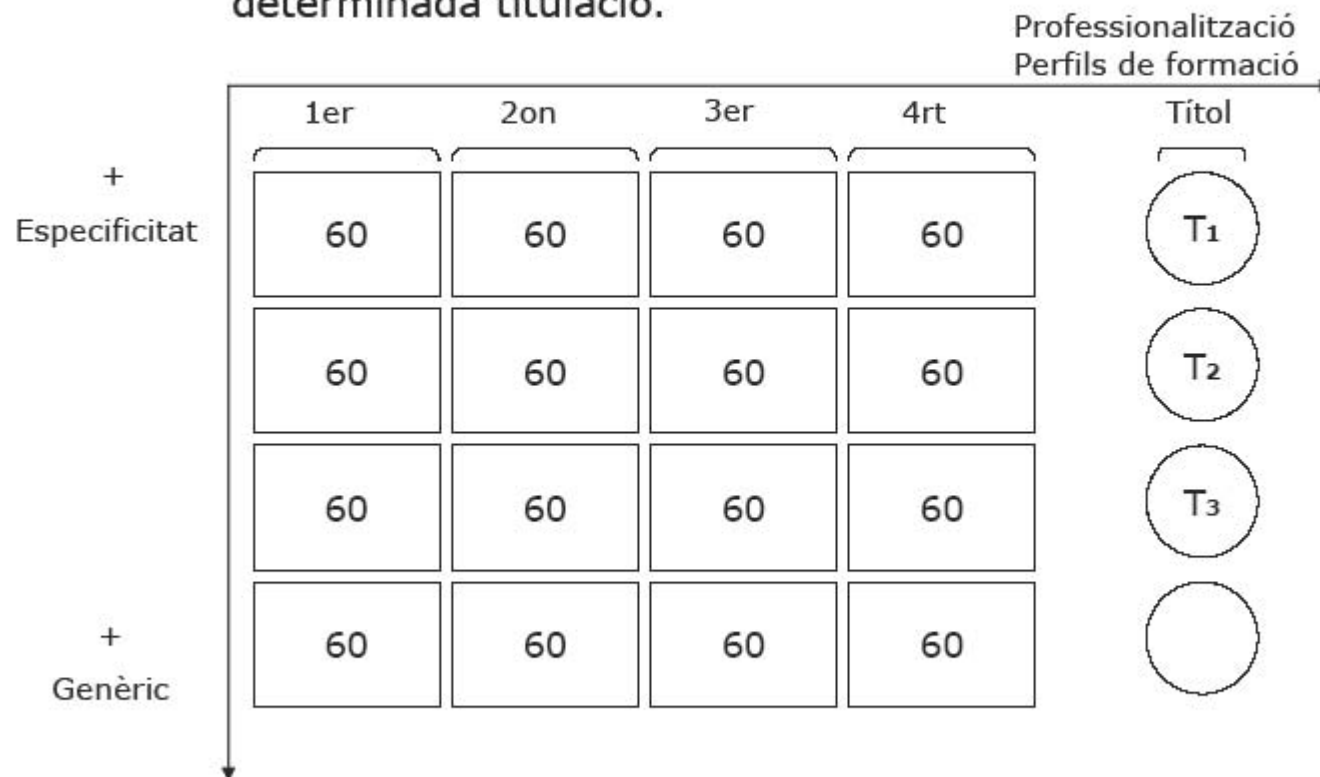 determinada titulació.
Professionalització
Perfils de formació
1er 2on 3er 4rt Títol
+
Especificitat
60 60 60 60 T1
60 60 60 60 T2
60 60 60 60 T3
+
Genèric
60 60 60 60